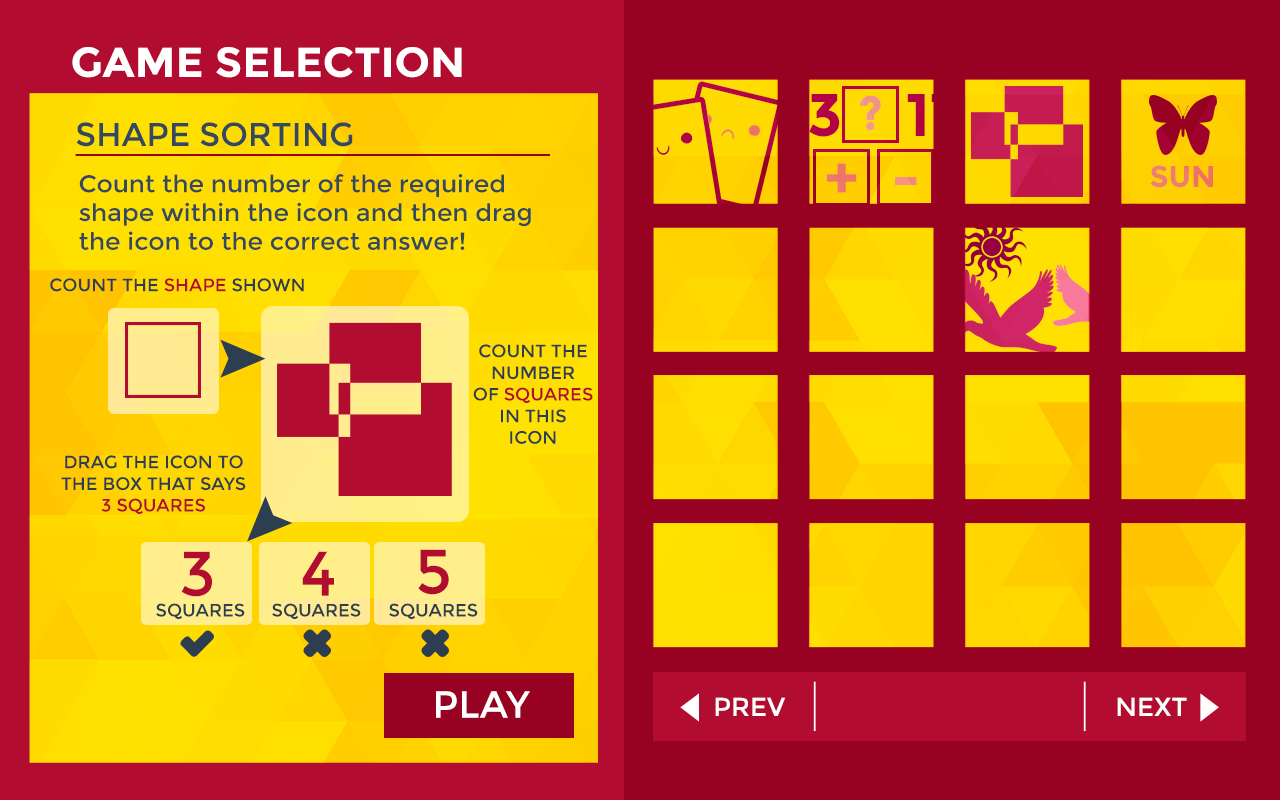 GAME SELECTION
SHAPE SORTING
Count the number of the required
shape within the icon and then drag
the icon to the correct answer!
COUNT THE SHAPE SHOWN
COUNT THE
NUMBER
OF SQUARES
IN THIS
ICON
DRAG THE ICON TO
THE BOX THAT SAYS
3 SQUARES
3
SQUARES
4
SQUARES
5
SQUARES
PLAY
3 ? 1
+ -
SUN
PREV
NEXT